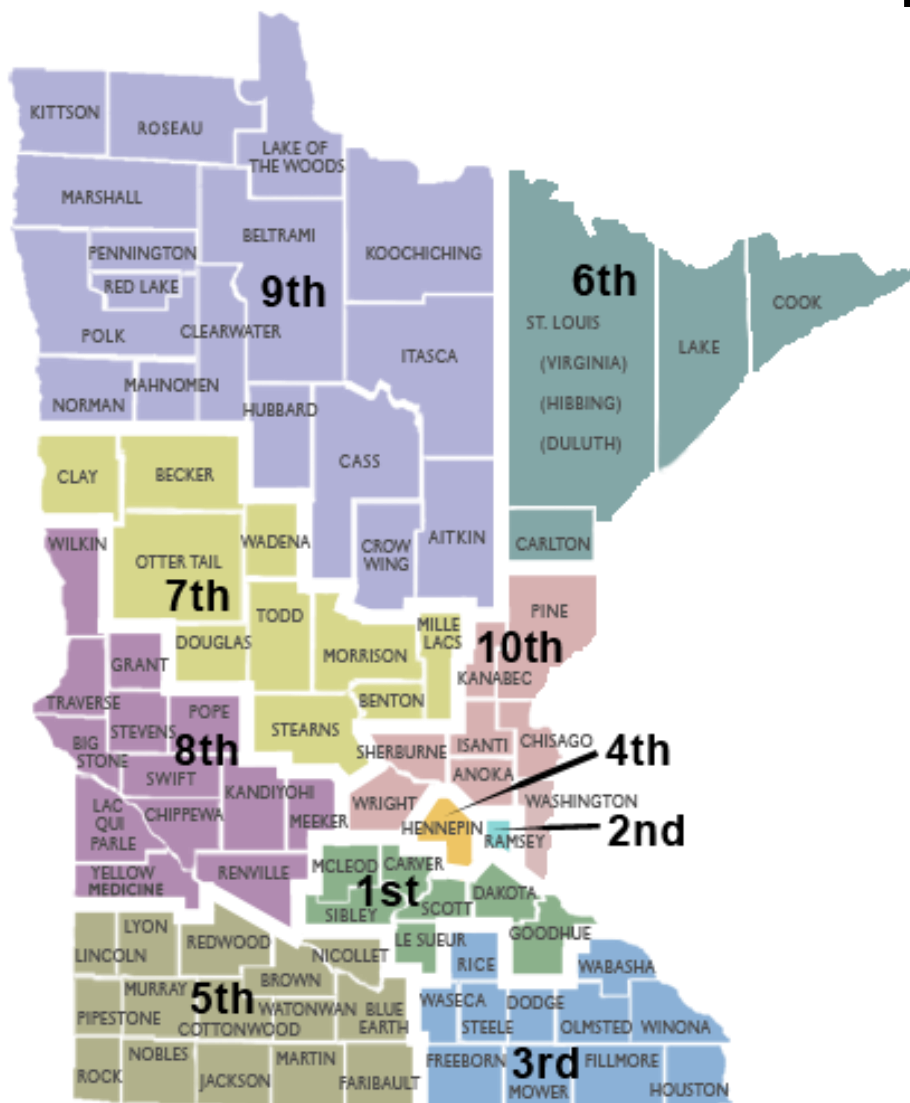 KITTSON
ROSEAU
LAKE OF
THE WOODS
MARSHALL
BELTRAMI
KOOCHICHING
PENNINGTON
RED LAKE
9th
6th
COOK
POLK
CLEARWATER
ST. LOUIS
ITASCA
LAKE
(VIRGINIA)
MAHNOMEN
NORMAN
HUBBARD
(HIBBING)
(DULUTH)
CASS
CLAY
BECKER
WILKIN
WADENA
AITKIN
CARLTON
CROW
WING
OTTER TAIL
7th
TODD
PINE
MILLE
LACS
DOUGLAS
10th
MORRISON
GRANT
KANABEC
TRAVERSE
BENTON
POPE
STEVENS
STEARNS
8th
BIG
STONE
SHERBURNE
ISANTI
CHISAGO
4th
SWIFT
ANOKA
KANDIYOHI
WRIGHT
WASHINGTON
LAC
QUI
PARLE
CHIPPEWA
MEEKER
HENNEPIN
2nd
RAMSEY
YELLOW
MEDICINE
RENVILLE
MCLEOD
CARVER
1st
DAKOTA
SIBLEY
SCOTT
LYON
REDWOOD
LE SUEUR
GOODHUE
LINCOLN
NICOLLET
RICE
WABASHA
BROWN
MURRAY
5th
PIPESTONE
WATONWAN
BLUE
EARTH
WASECA
DODGE
COTTONWOOD
STEELE
OLMSTED
WINONA
NOBLES
MARTIN
FREEBORN
3rd
FILLMORE
ROCK
JACKSON
FARIBAULT
MOWER
HOUSTON